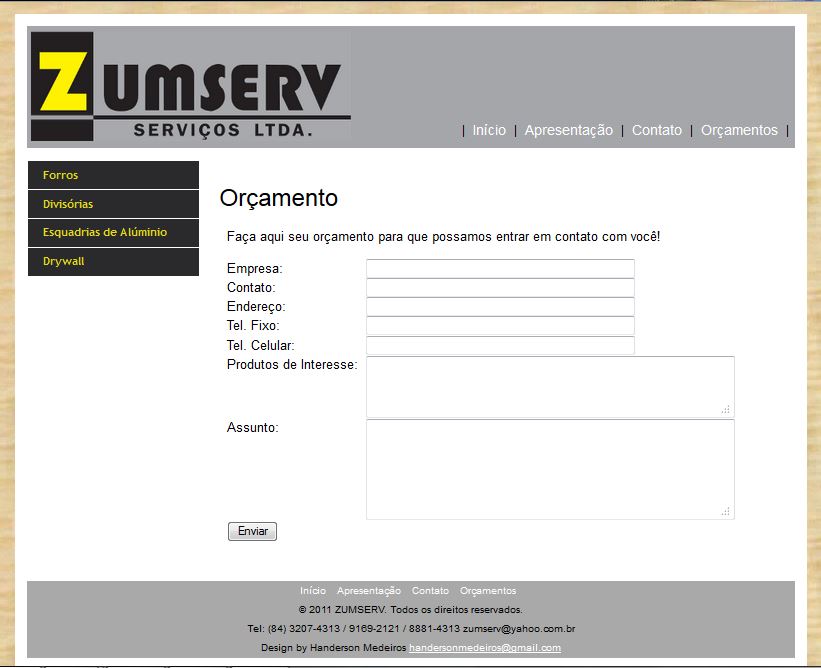 ZUMSERV
SERVIÇOS LTDA.
| Início | Apresentação | Contato | Orçamentos |
Forros
Divisórias
Esquadrias de Alúminio
Drywall
Orçamento
Faça aqui seu orçamento para que possamos entrar em contato com você!
Empresa:
Contato:
Endereço:
Tel. Fixo:
Tel. Celular:
Produtos de Interesse:
Assunto:
Enviar
Início Apresentação Contato Orçamentos
© 2011 ZUMSERV. Todos os direitos reservados.
Tel: (84) 3207-4313 / 9169-2121 / 8881-4313 zumserv@yahoo.com.br
Design by Handerson Medeiros handersonmedeiros@gmail.com